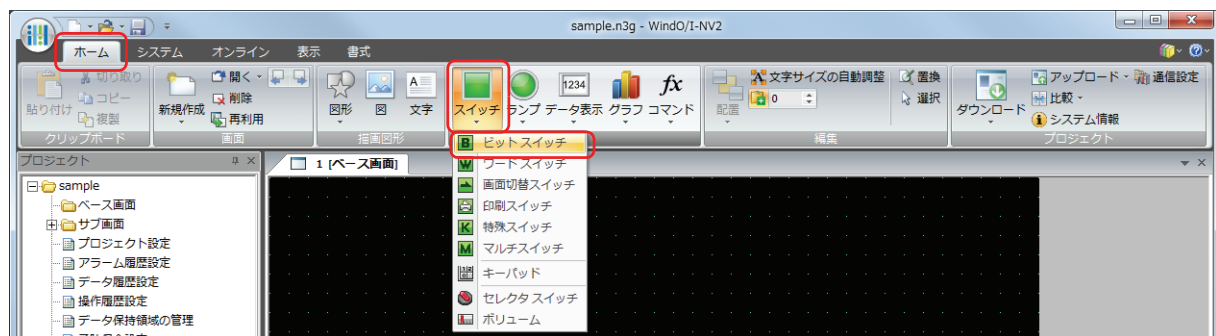 sample.n3g - WindO/I-NV2
ホーム システム オンライン 表示 書式
切り取り 開く 文字サイズの自動調整 置換 アップロード 通信設定
コピー 削除 0 選択 比較
貼り付け 複製 新規作成 再利用 図形 図 文字 スイッチ ランプ データ表示 グラフ コマンド 配置 ダウンロード システム情報
クリップボード 画面 描画図形 編集 プロジェクト
プロジェクト
1 [ベース画面]
sample
ベース画面
サブ画面
プロジェクト設定
アラーム履歴設定
データ履歴設定
操作履歴設定
データ保持領域の管理
B ビットスイッチ
W ワードスイッチ
画面切替スイッチ
印刷スイッチ
K 特殊スイッチ
M マルチスイッチ
キーパッド
セレクタ スイッチ
ボリューム